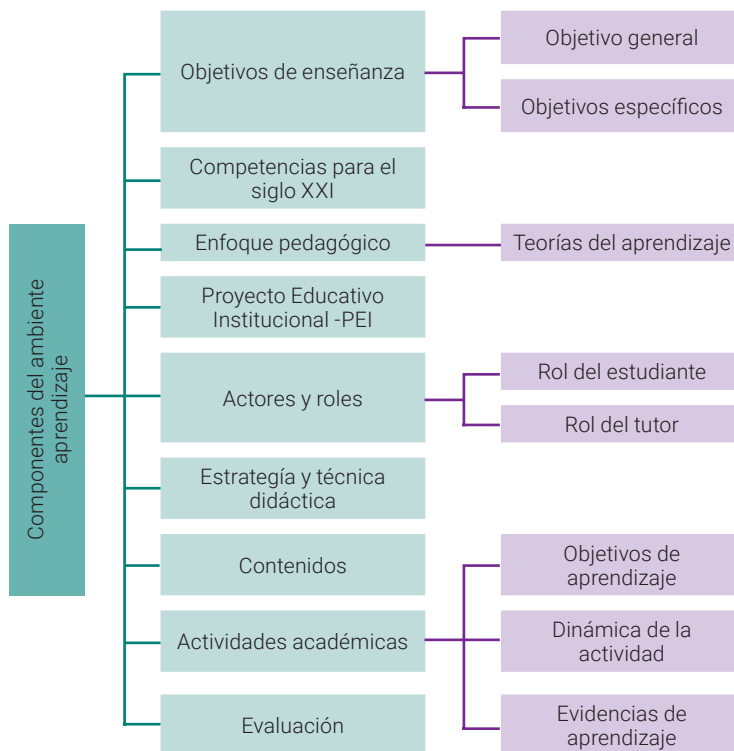 Componentes del ambiente
aprendizaje
Objetivos de enseñanza
Objetivo general
Objetivos específicos
Competencias para el
siglo XXI
Enfoque pedagógico
Teorías del aprendizaje
Proyecto Educativo
Institucional -PEI
Actores y roles
Rol del estudiante
Rol del tutor
Estrategía y técnica
didáctica
Contenidos
Actividades académicas
Objetivos de
aprendizaje
Dinámica de la
actividad
Evidencias de
aprendizaje
Evaluación